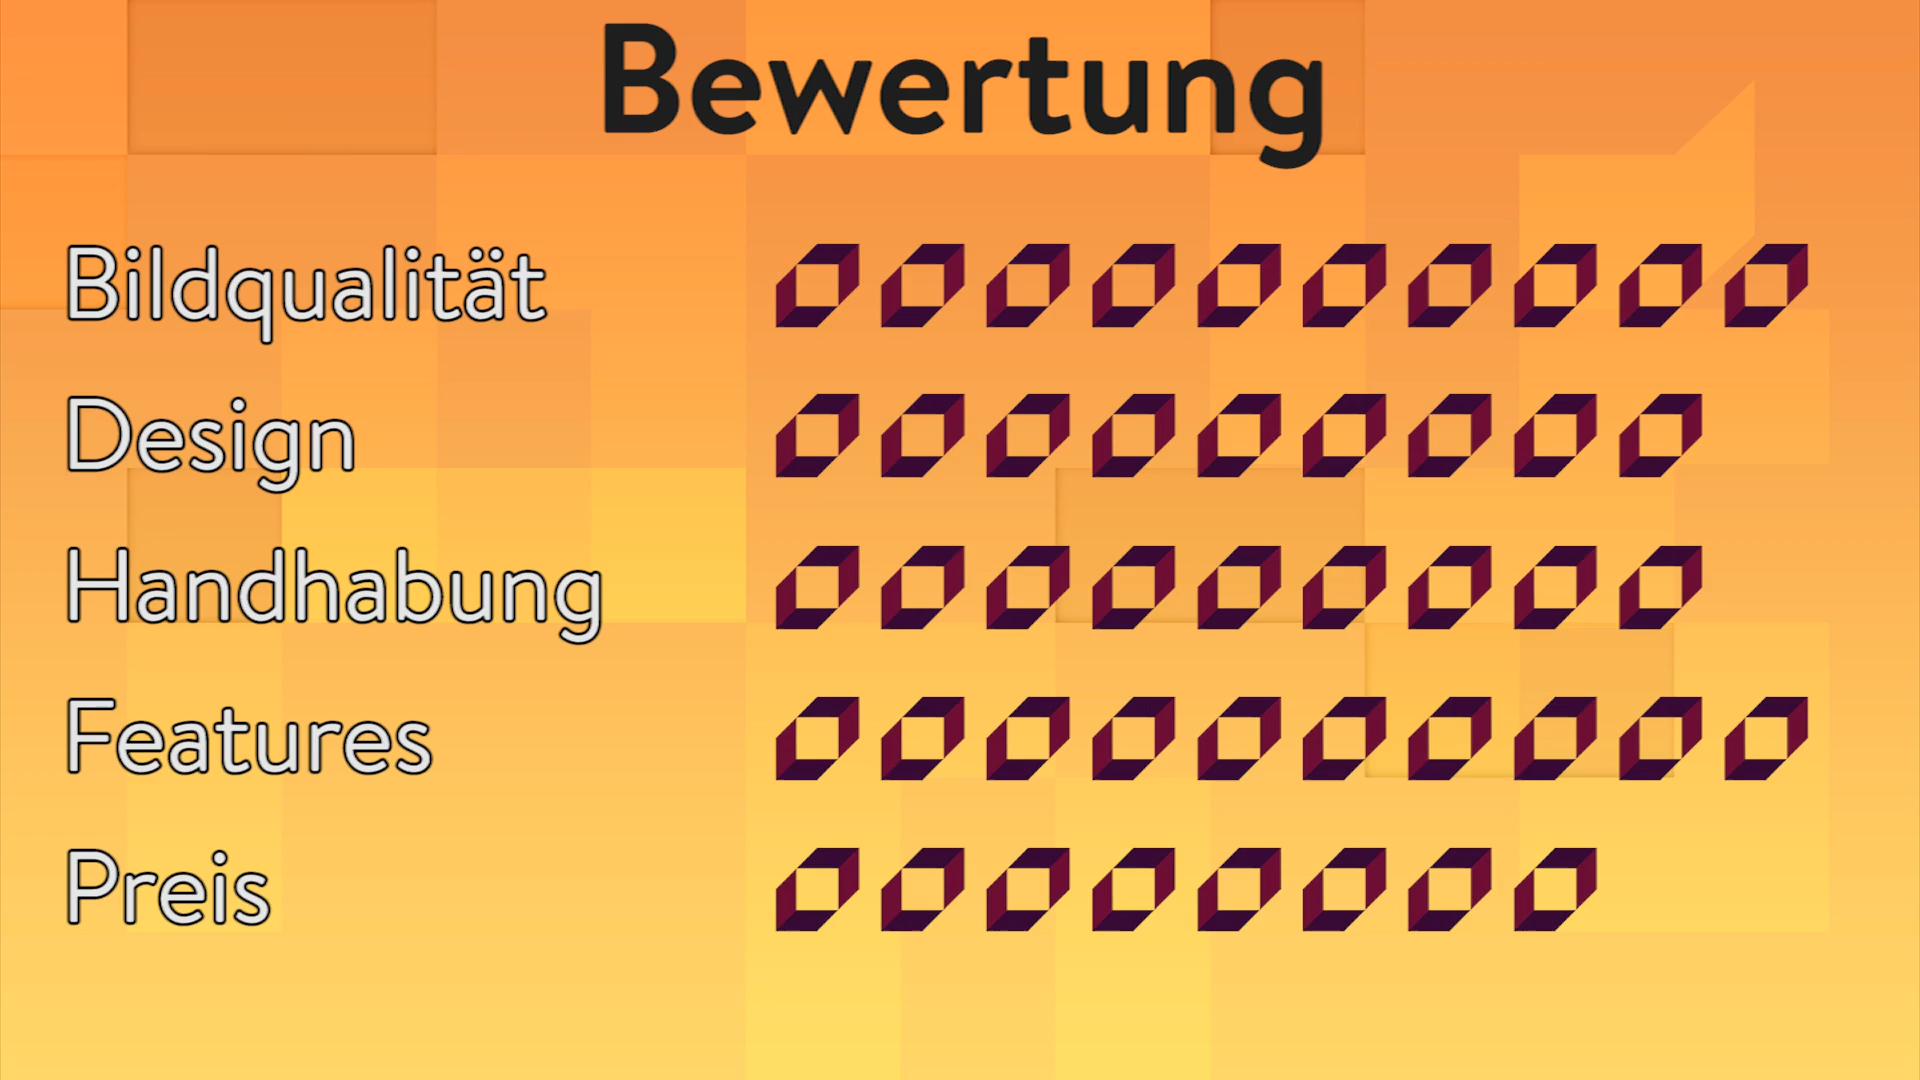 Bewertung
Bildqualität
Design
Handhabung
Features
Preis